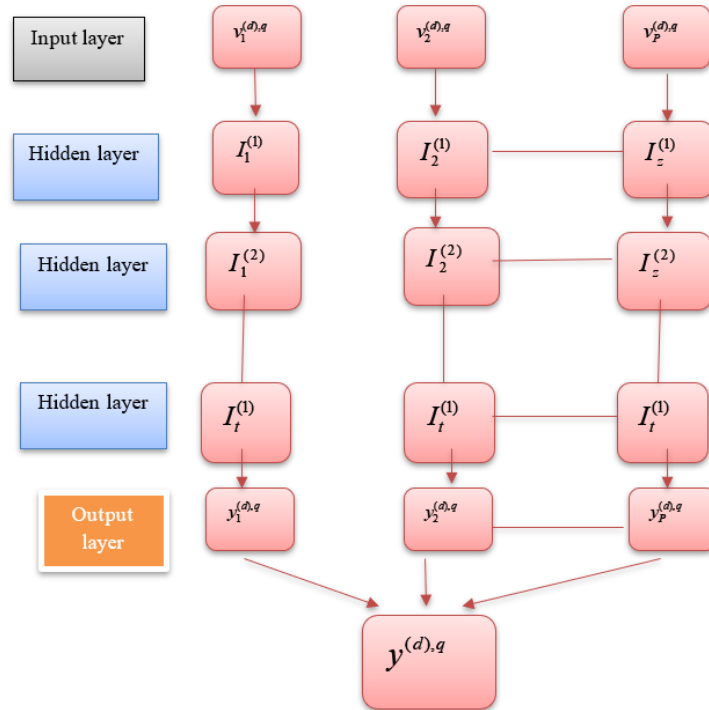 Input layer
v_1^{(d),q} v_2^{(d),q} v_P^{(d),q}
Hidden layer
I_1^{(1)} I_2^{(1)} I_z^{(1)}
Hidden layer
I_1^{(2)} I_2^{(2)} I_z^{(2)}
Hidden layer
I_t^{(1)} I_t^{(1)} I_t^{(1)}
Output
layer
y_1^{(d),q} y_2^{(d),q} y_P^{(d),q}
y^{(d),q}